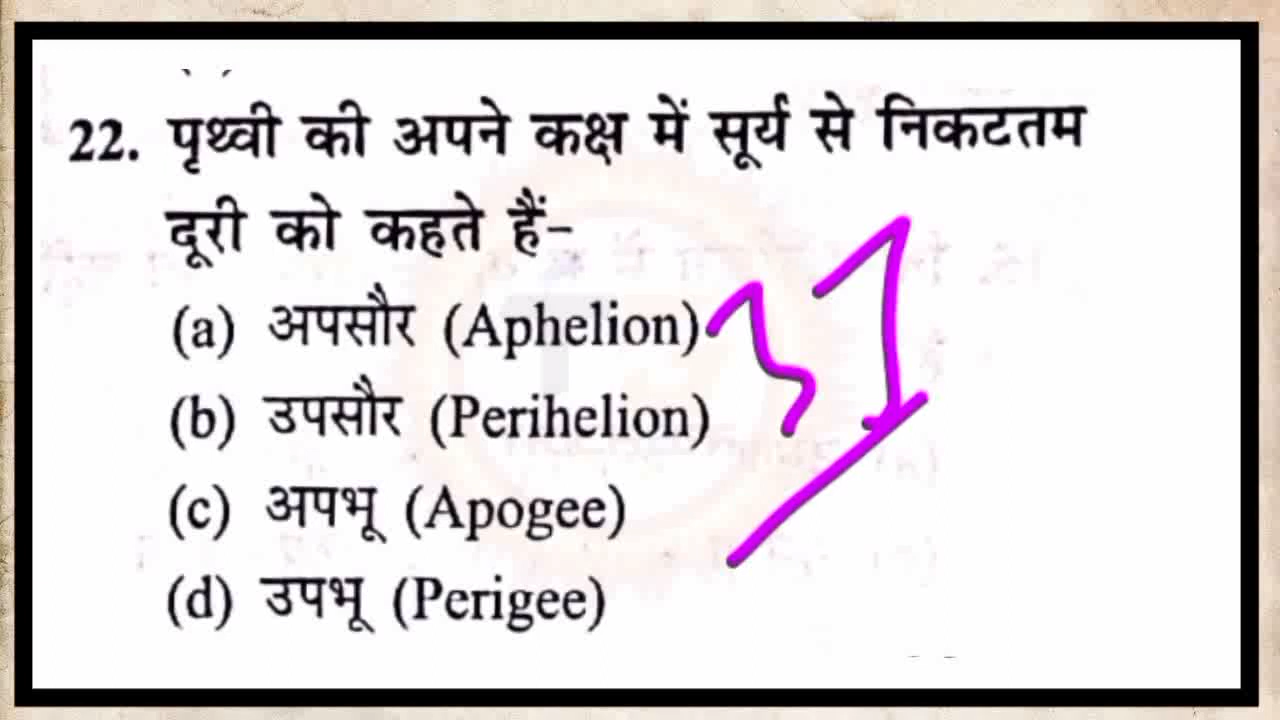 22. पृथ्वी की अपने कक्ष में सूर्य से निकटतम
दूरी को कहते हैं-
(a) अपसौर (Aphelion)
(b) उपसौर (Perihelion)
(c) अपभू (Apogee)
(d) उपभू (Perigee)